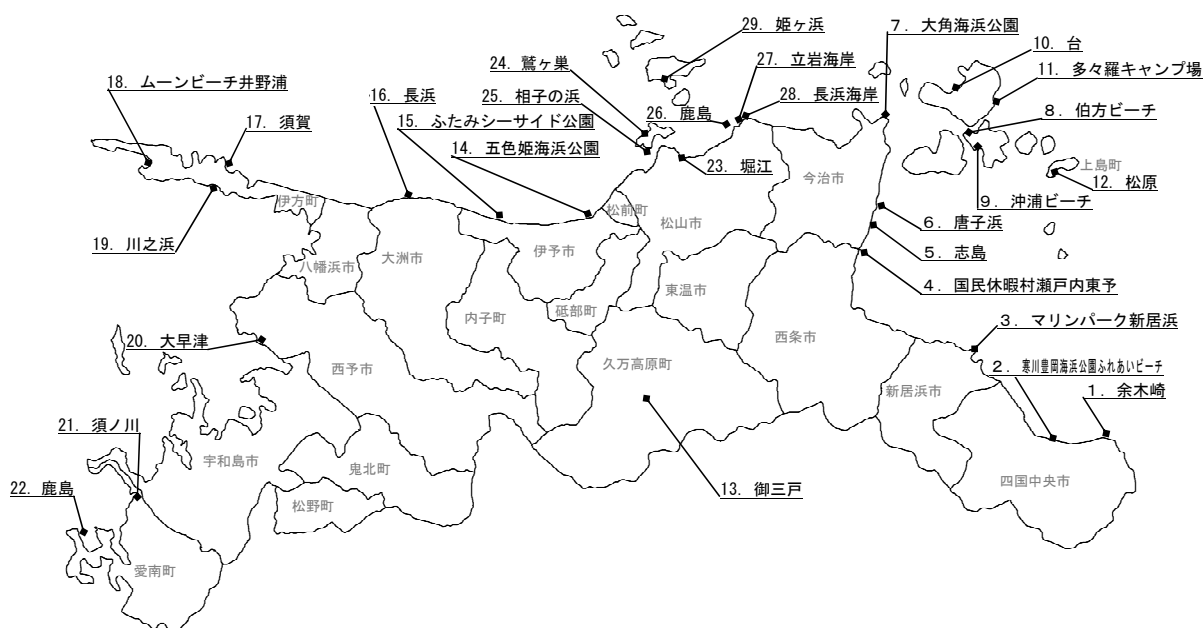 29. 姫ヶ浜
7. 大角海浜公園
10. 台
24. 鷲ヶ巣
27. 立岩海岸
11. 多々羅キャンプ場
18. ムーンビーチ井野浦
16. 長浜
25. 相子の浜
26. 鹿島
28. 長浜海岸
8. 伯方ビーチ
17. 須賀
15. ふたみシーサイド公園
14. 五色姫海浜公園
23. 堀江
今治市
上島町
12. 松原
9. 沖浦ビーチ
伊方町
松前町
松山市
6. 唐子浜
19. 川之浜
八幡浜市
大洲市
伊予市
5. 志島
東温市
4. 国民休暇村瀬戸内東予
砥部町
内子町
西条市
3. マリンパーク新居浜
20. 大早津
西予市
久万高原町
2. 寒川豊岡海浜公園ふれあいビーチ
新居浜市
1. 余木崎
21. 須ノ川
宇和島市
鬼北町
四国中央市
22. 鹿島
13. 御三戸
松野町
愛南町